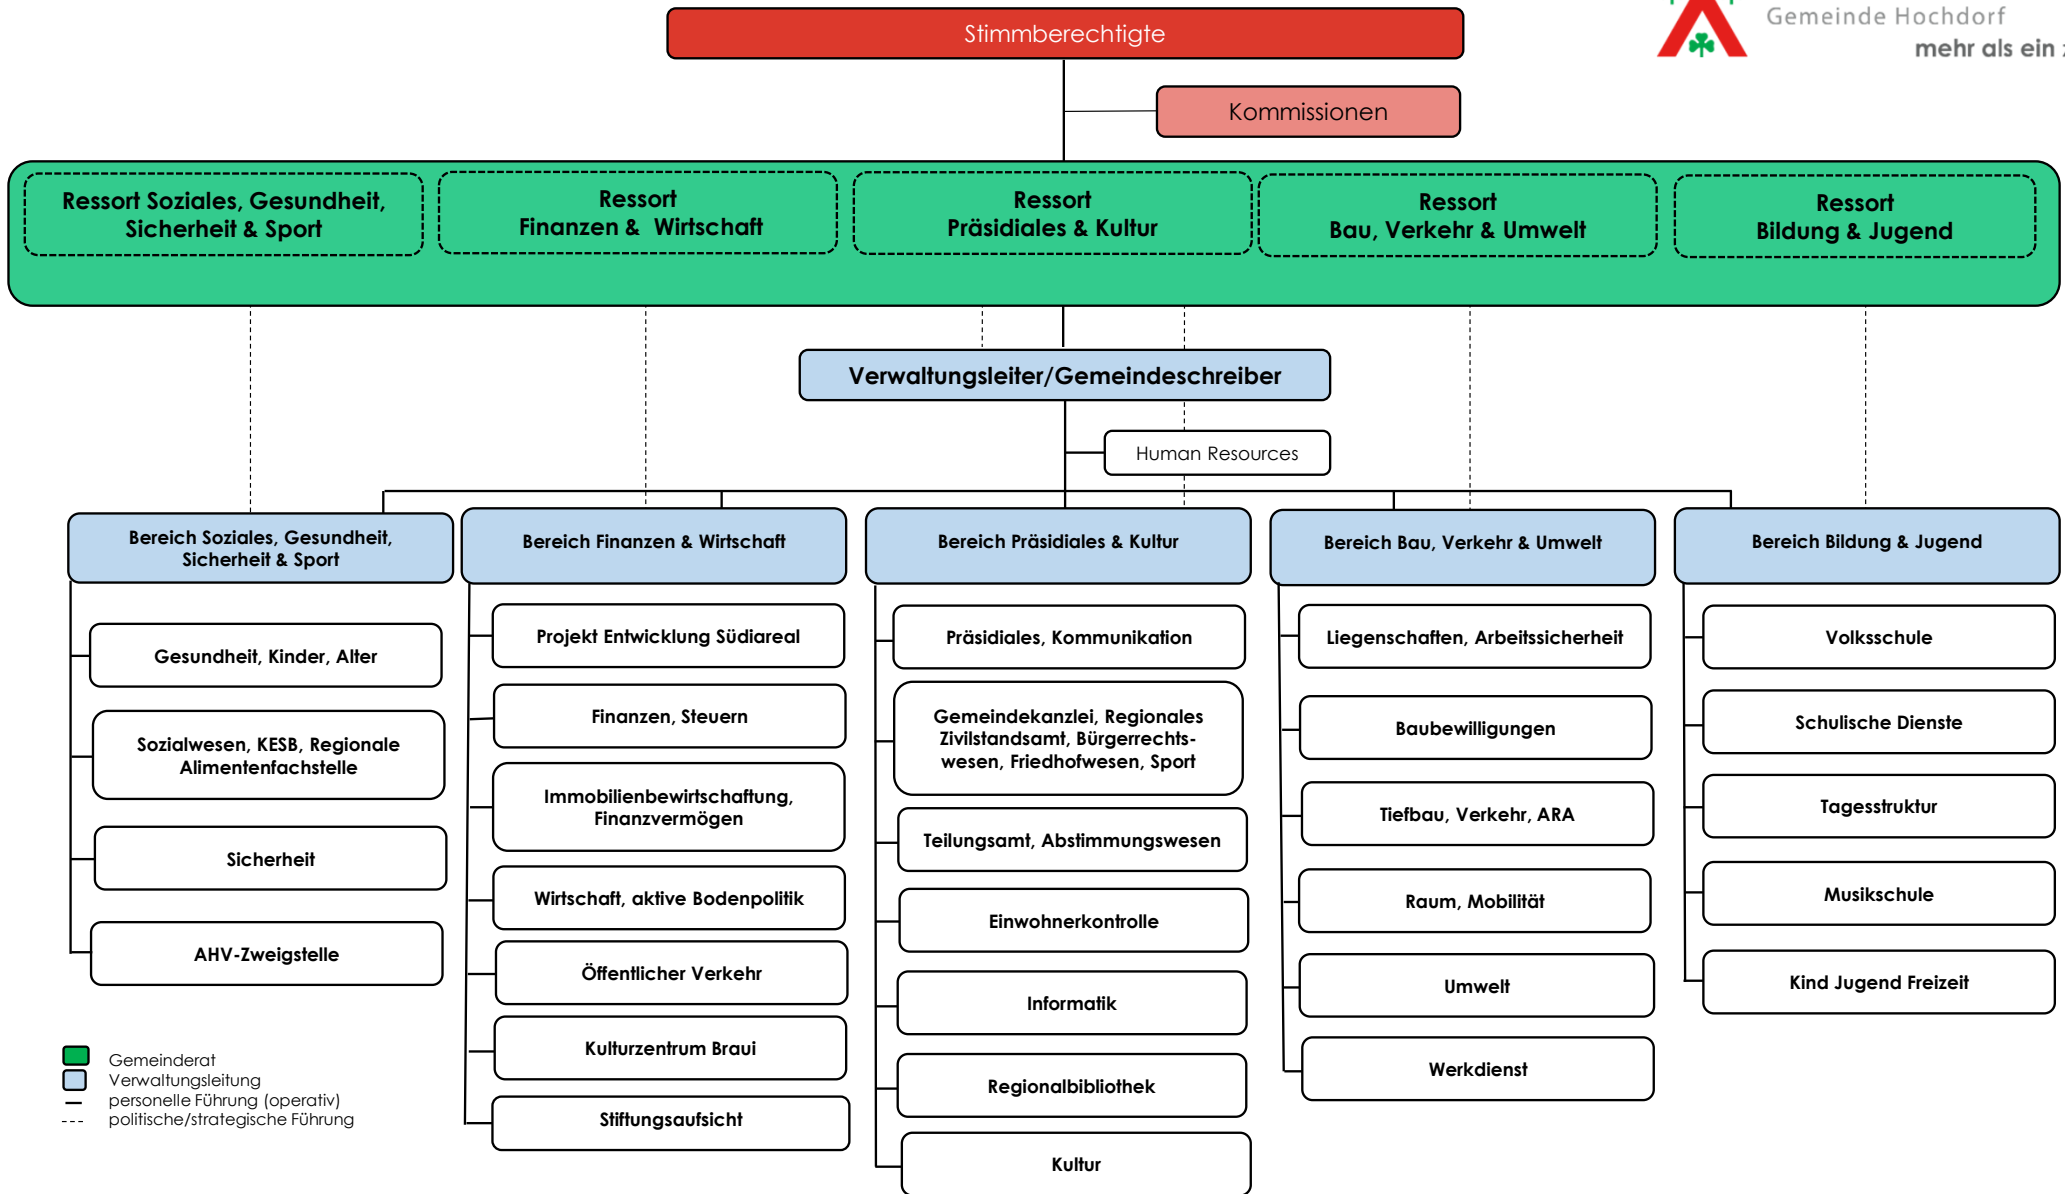 Stimmberechtigte
Gemeinde Hochdorf
mehr als ein
Kommissionen
Ressort Soziales, Gesundheit,
Sicherheit & Sport
Ressort
Finanzen & Wirtschaft
Ressort
Präsidiales & Kultur
Ressort
Bau, Verkehr & Umwelt
Ressort
Bildung & Jugend
Verwaltungsleiter/Gemeindeschreiber
Human Resources
Bereich Soziales, Gesundheit,
Sicherheit & Sport
Gesundheit, Kinder, Alter
Sozialwesen, KESB, Regionale
Alimentenfachstelle
Sicherheit
AHV-Zweigstelle
Bereich Finanzen & Wirtschaft
Projekt Entwicklung Südiareal
Finanzen, Steuern
Immobilienbewirtschaftung,
Finanzvermögen
Wirtschaft, aktive Bodenpolitik
Öffentlicher Verkehr
Kulturzentrum Braui
Stiftungsaufsicht
Bereich Präsidiales & Kultur
Präsidiales, Kommunikation
Gemeindekanzlei, Regionales
Zivilstandsamt, Bürgerrechts-
wesen, Friedhofwesen, Sport
Teilungsamt, Abstimmungswesen
Einwohnerkontrolle
Informatik
Regionalbibliothek
Kultur
Bereich Bau, Verkehr & Umwelt
Liegenschaften, Arbeitssicherheit
Baubewilligungen
Tiefbau, Verkehr, ARA
Raum, Mobilität
Umwelt
Werkdienst
Bereich Bildung & Jugend
Volksschule
Schulische Dienste
Tagesstruktur
Musikschule
Kind Jugend Freizeit
Gemeinderat
Verwaltungsleitung
personelle Führung (operativ)
politische/strategische Führung